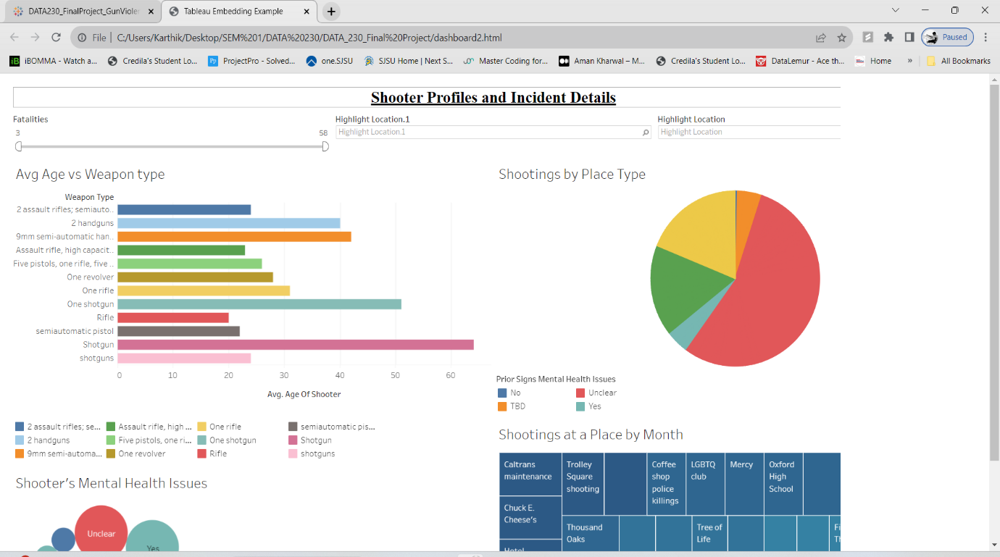 DATA230_FinalProject_GunViole
Tableau Embedding Example
File
C:/Users/Karthik/Desktop/SEM%201/DATA%20230/DATA_230_Final%20Project/dashboard2.html
Paused
iB iBOMMA - Watch a...
Credila's Student Lo...
Pp ProjectPro - Solved...
one.SJSU
SJSU Home | Next S...
Master Coding for...
Aman Kharwal – M...
Credila's Student Lo...
DataLemur - Ace th...
Home
»
All Bookmarks
Shooter Profiles and Incident Details
Fatalities
3
58
Highlight Location.1
Highlight Location.1
Highlight Location
Highlight Location
Avg Age vs Weapon type
Weapon Type
2 assault rifles; semiauto..
2 handguns
9mm semi-automatic han..
Assault rifle, high capacit..
Five pistols, one rifle, five ..
One revolver
One rifle
One shotgun
Rifle
semiautomatic pistol
Shotgun
shotguns
0 10 20 30 40 50 60
Avg. Age Of Shooter
2 assault rifles; se...
Assault rifle, high ...
One rifle
semiautomatic pis...
2 handguns
Five pistols, one ri...
One shotgun
Shotgun
9mm semi-automa...
One revolver
Rifle
shotguns
Shooter's Mental Health Issues
Unclear
Yes
Shootings by Place Type
Prior Signs Mental Health Issues
No
Unclear
TBD
Yes
Shootings at a Place by Month
Caltrans
maintenance
Trolley
Square
shooting
Coffee
shop
police
killings
LGBTQ
club
Mercy
Oxford
High
School
Chuck E.
Cheese's
Thousand
Oaks
Tree of
Life
Fi
Th
Hotel